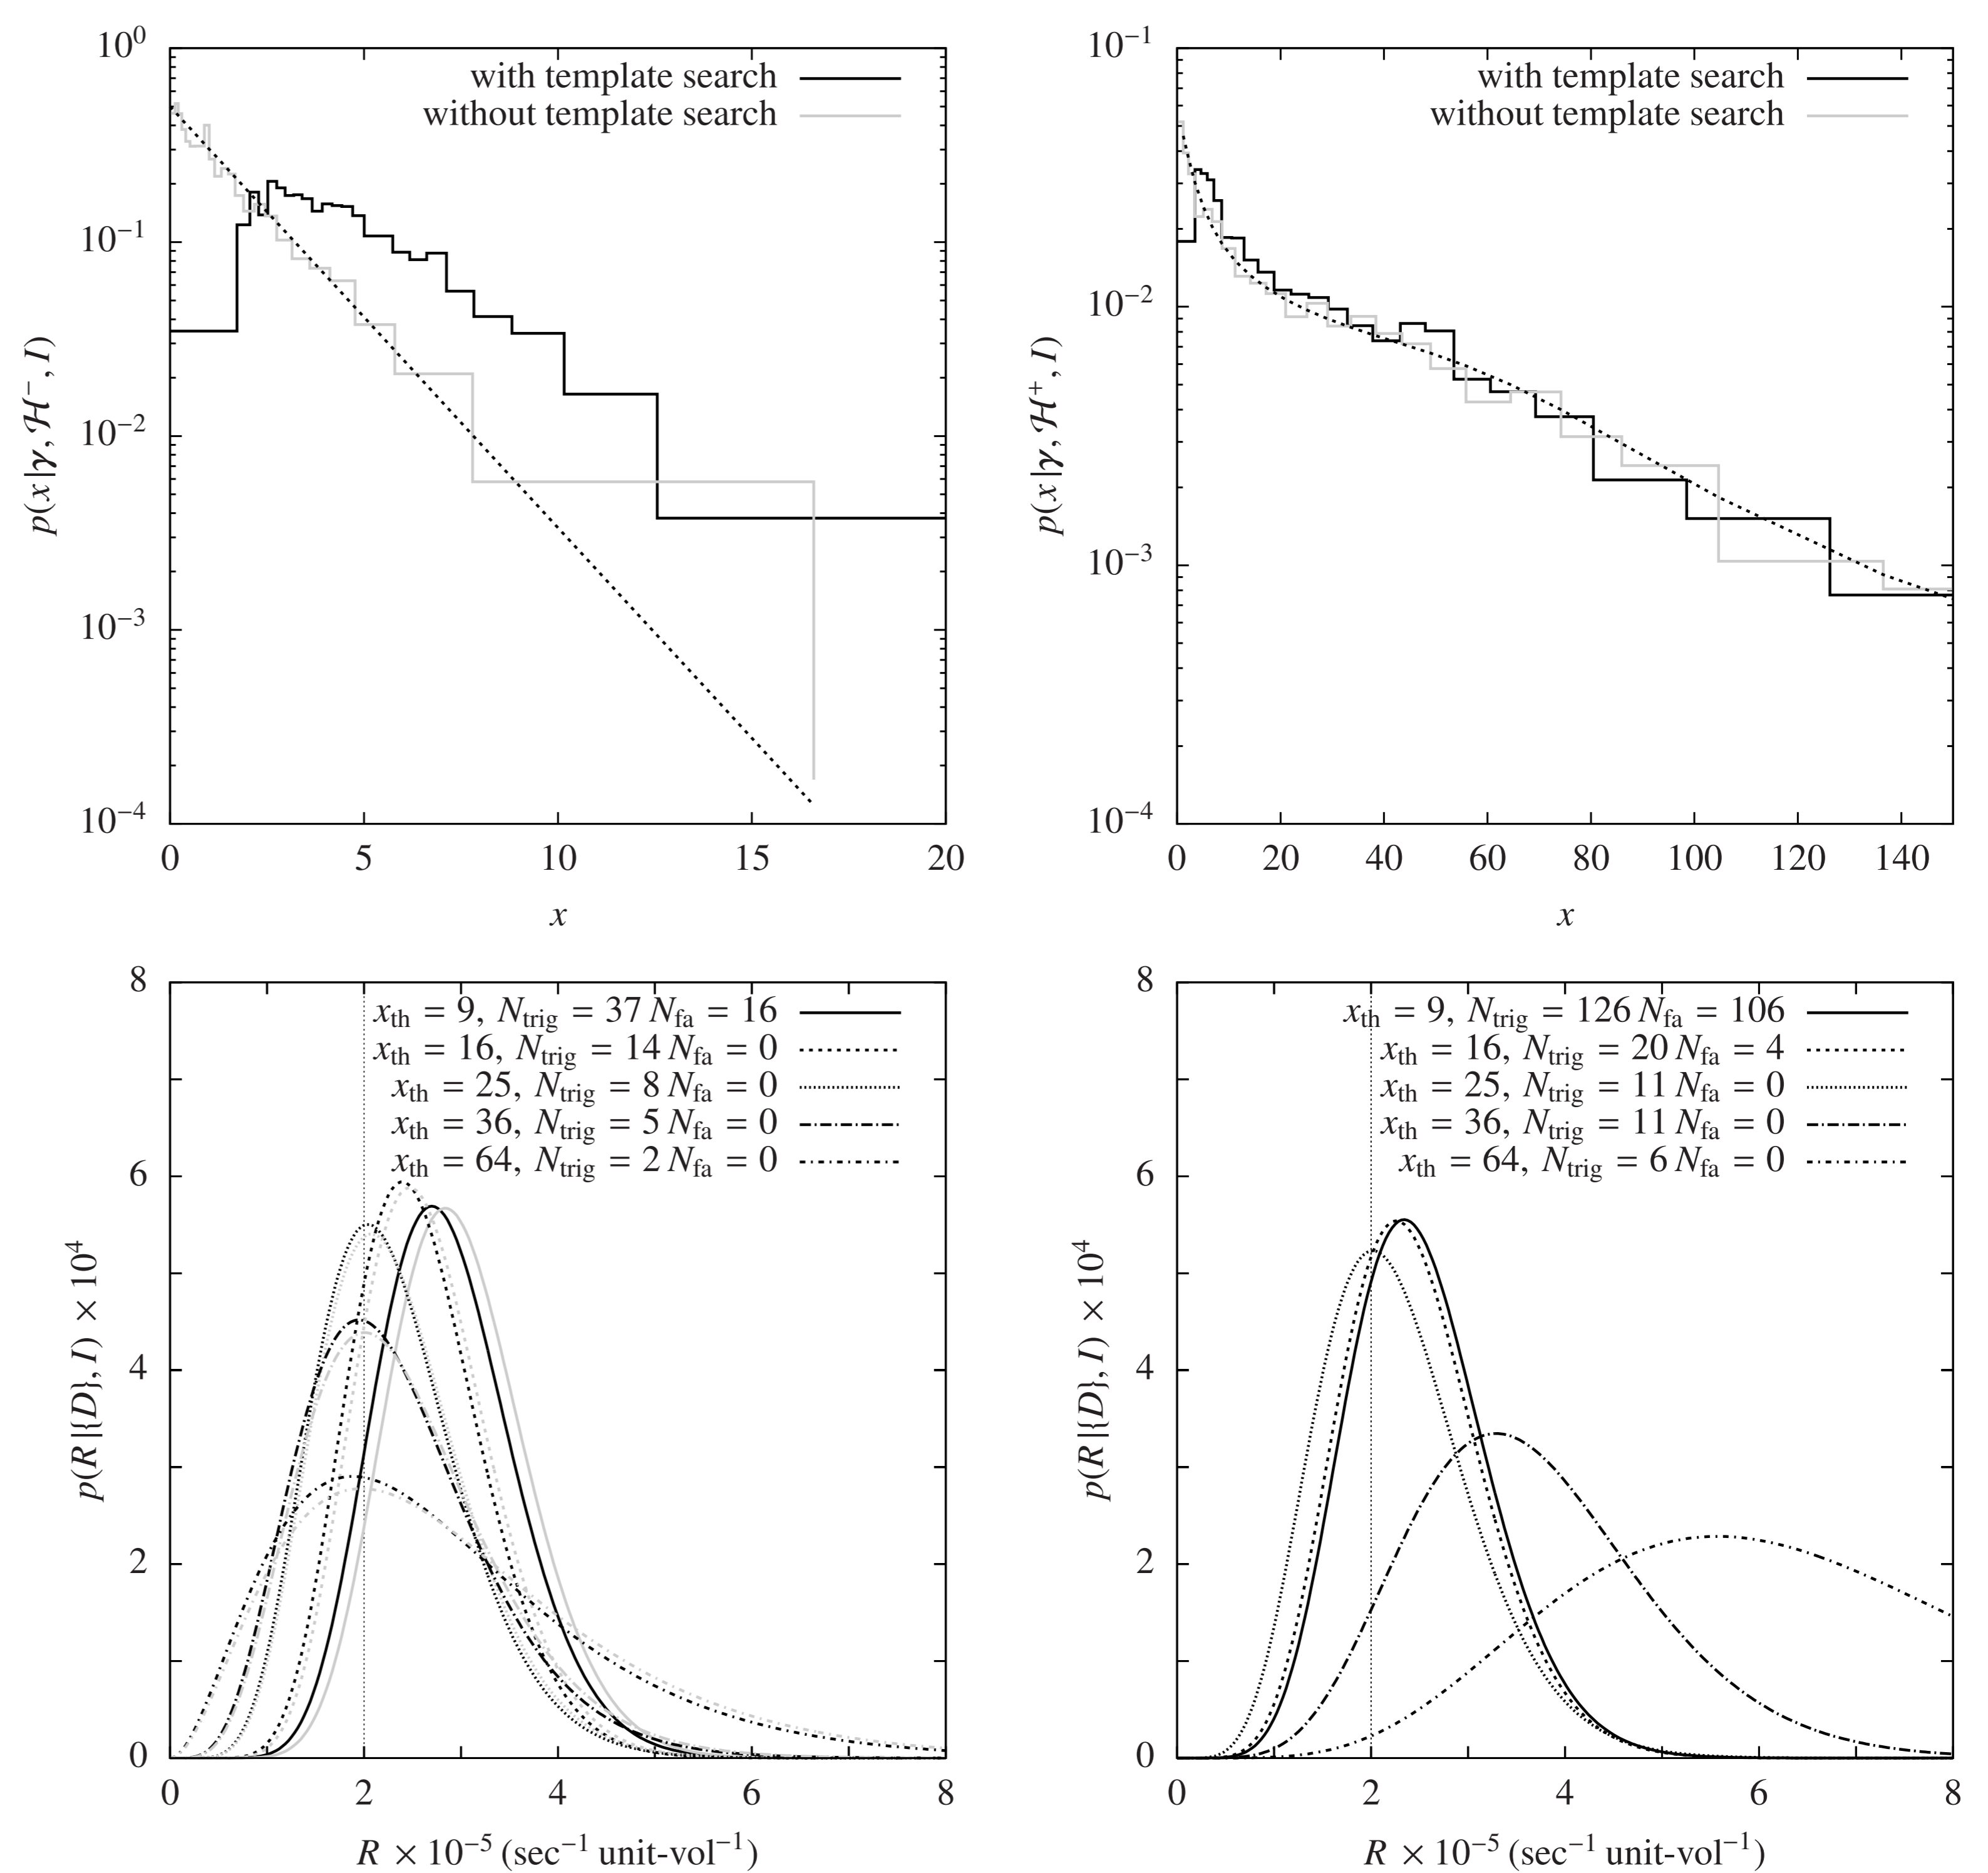 10⁰
10⁻¹
10⁻²
10⁻³
10⁻⁴
p(x|γ, ℋ⁻, I)
with template search
without template search
0 5 10 15 20
x
10⁻¹
10⁻²
10⁻³
10⁻⁴
p(x|γ, ℋ⁺, I)
with template search
without template search
0 20 40 60 80 100 120 140
x
8
6
4
2
0
p(R|{D}, I) × 10⁴
x_th = 9, N_trig = 37 N_fa = 16
x_th = 16, N_trig = 14 N_fa = 0
x_th = 25, N_trig = 8 N_fa = 0
x_th = 36, N_trig = 5 N_fa = 0
x_th = 64, N_trig = 2 N_fa = 0
0 2 4 6 8
R × 10⁻⁵ (sec⁻¹ unit-vol⁻¹)
8
6
4
2
0
p(R|{D}, I) × 10⁴
x_th = 9, N_trig = 126 N_fa = 106
x_th = 16, N_trig = 20 N_fa = 4
x_th = 25, N_trig = 11 N_fa = 0
x_th = 36, N_trig = 11 N_fa = 0
x_th = 64, N_trig = 6 N_fa = 0
0 2 4 6 8
R × 10⁻⁵ (sec⁻¹ unit-vol⁻¹)